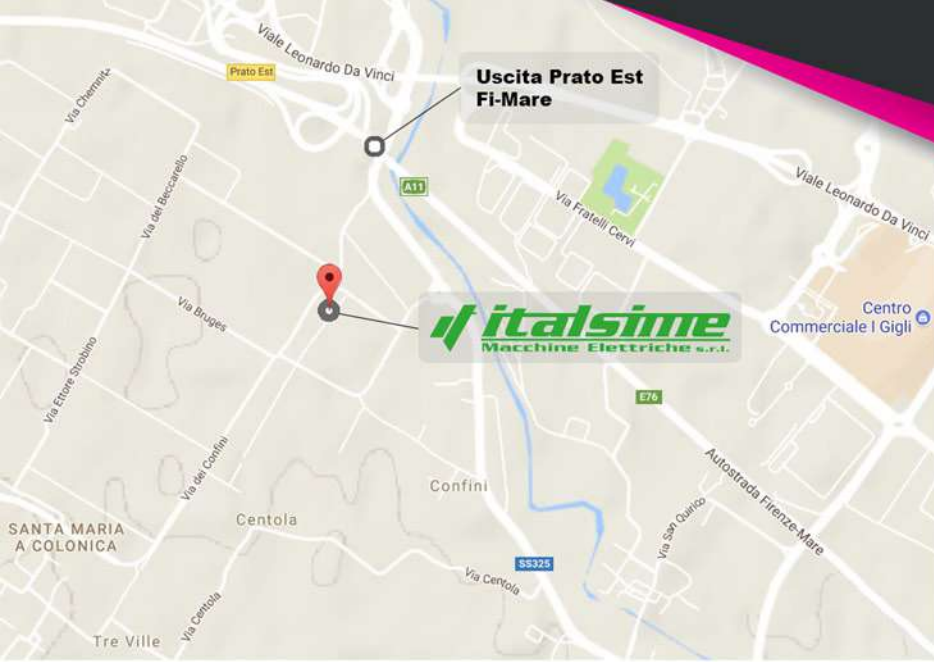 Viale Leonardo Da Vinci
Prato Est
Uscita Prato Est
Fi-Mare
Via Chemnitz
A11
Viale Leonardo Da Vinci
Via del Beccarello
Via Fratelli Cervi
Via Bruges
italsime
Macchine Elettriche s.r.l.
Centro
Commerciale I Gigli
Via Ettore Strobino
E76
Via dei Confini
Confini
Autostrada Firenze-Mare
Centola
Via San Quirico
SANTA MARIA
A COLONICA
SS325
Via Centola
Via Centola
Tre Ville